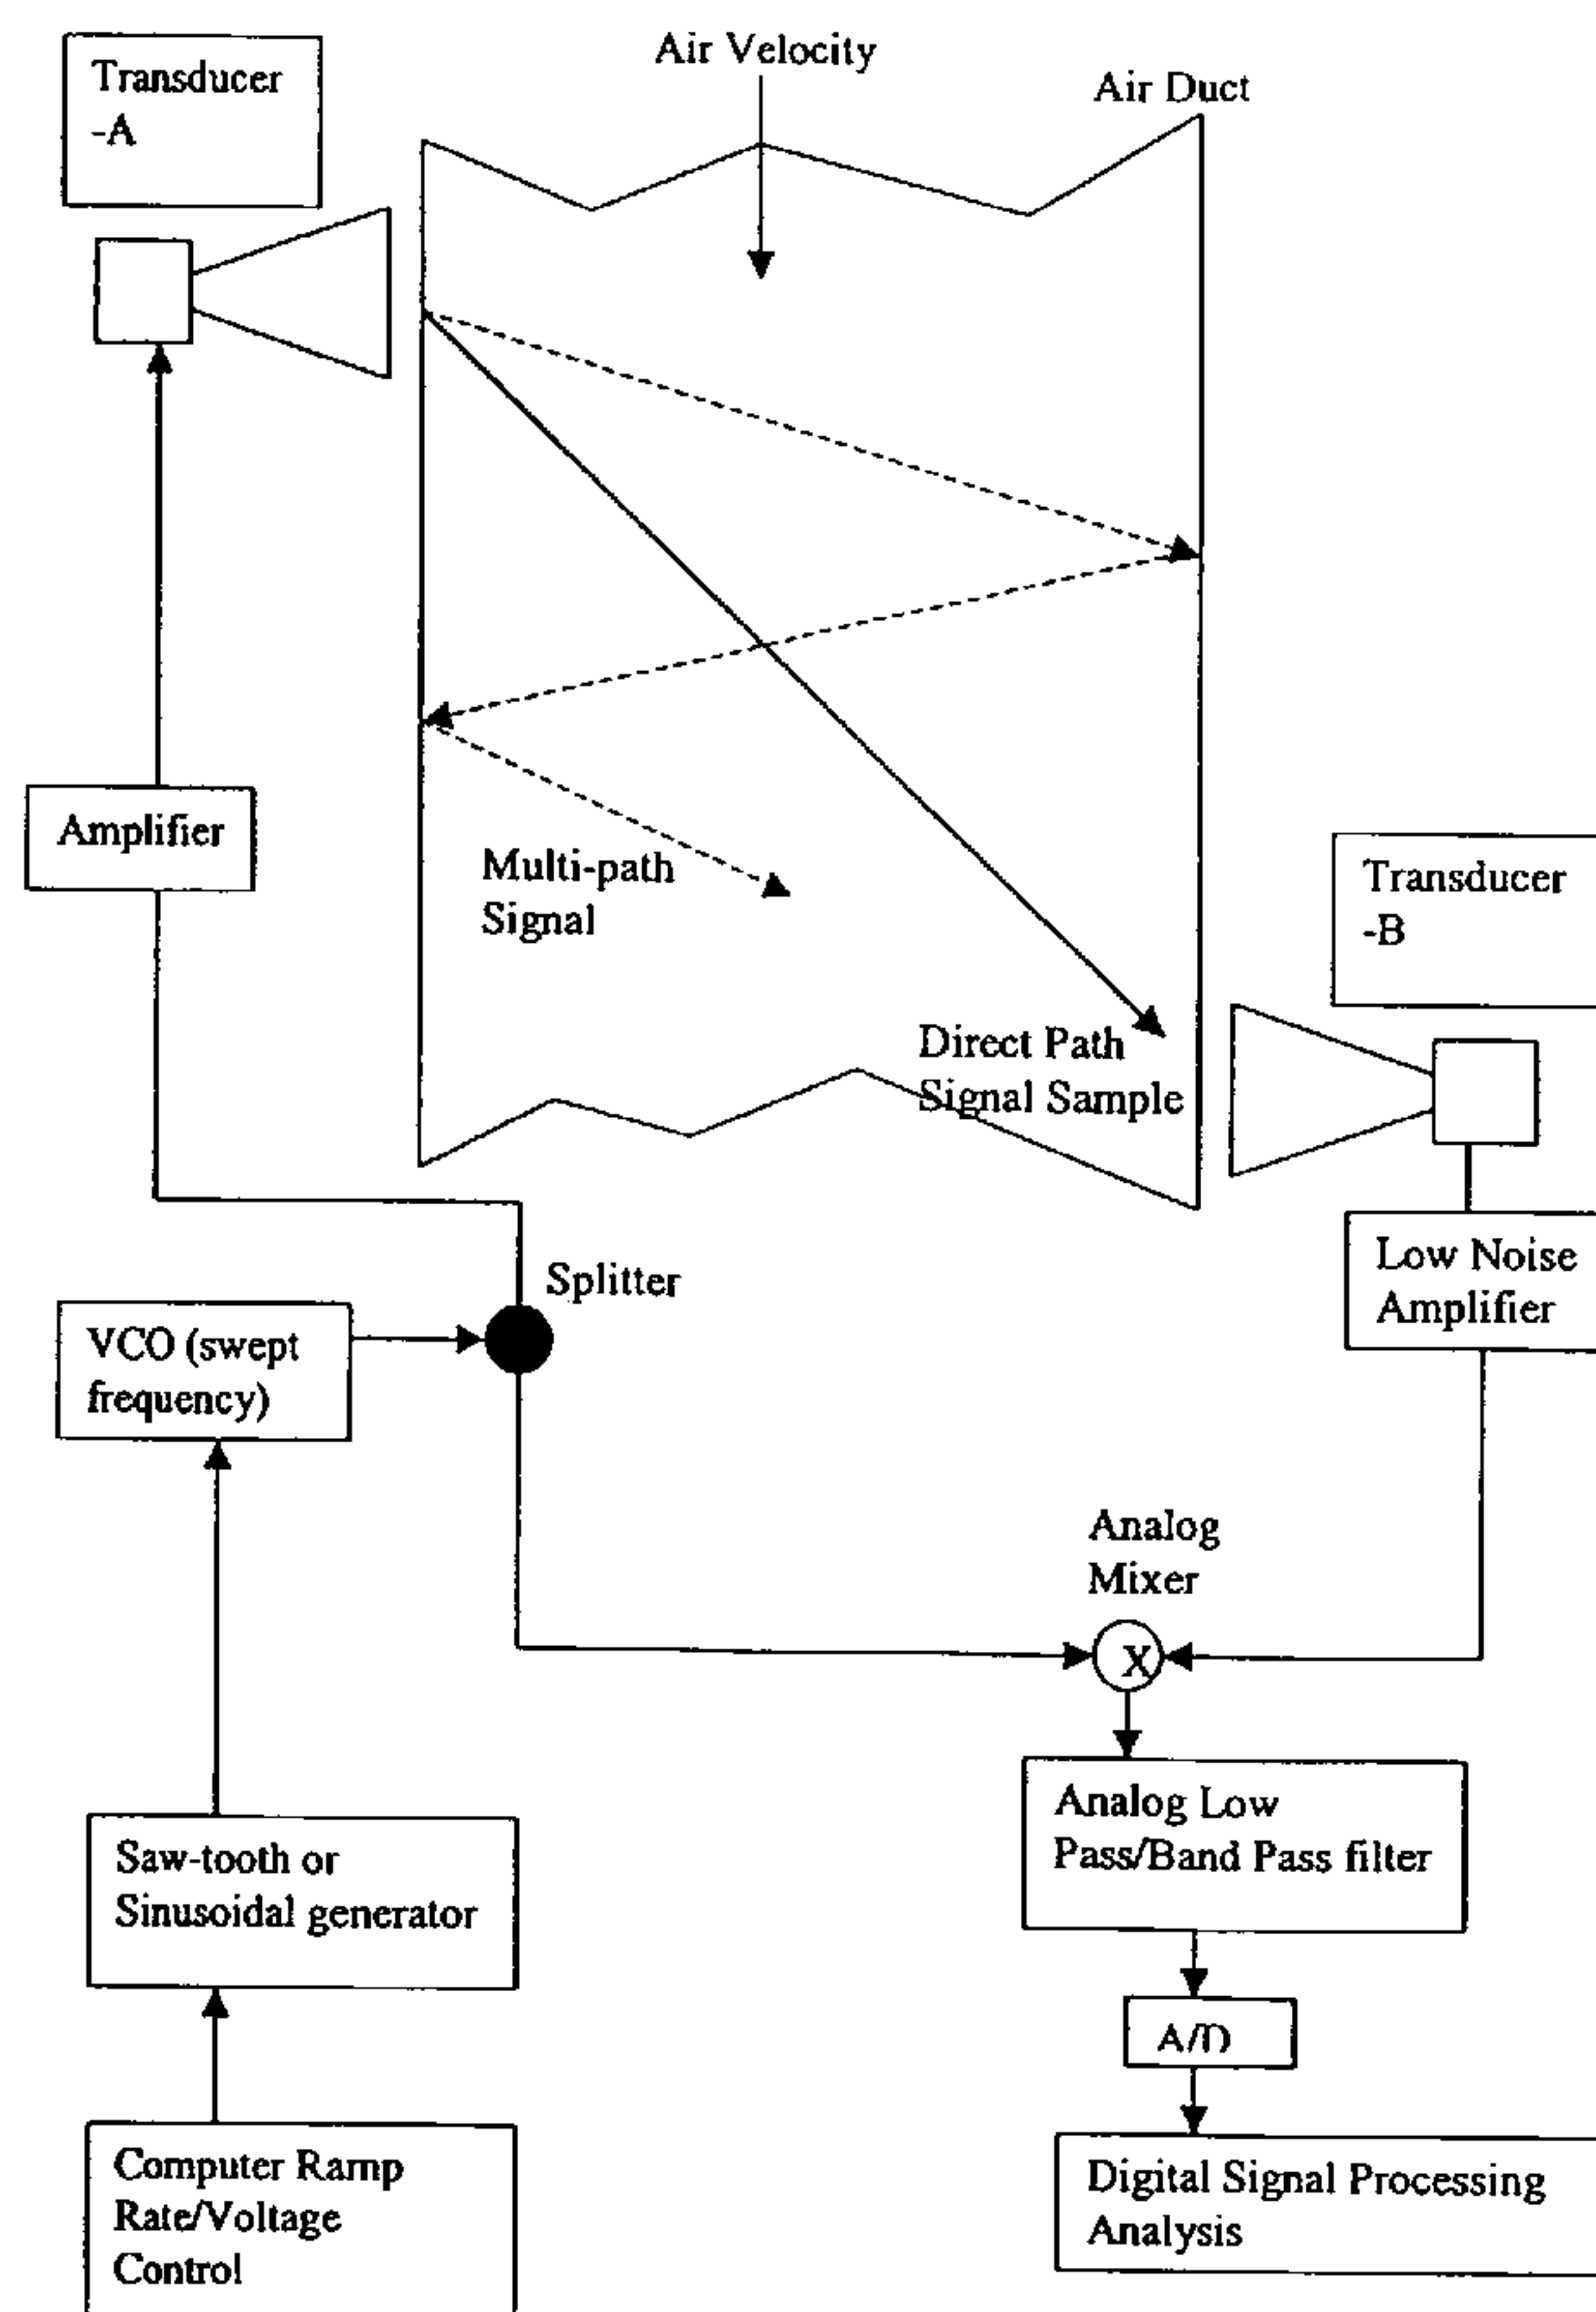 Air Velocity
Transducer
-A
Air Duct
Amplifier
Multi-path
Signal
Transducer
-B
Direct Path
Signal Sample
Low Noise
Amplifier
Splitter
VCO (swept
frequency)
Analog
Mixer
X
Analog Low
Pass/Band Pass filter
Saw-tooth or
Sinusoidal generator
A/D
Computer Ramp
Rate/Voltage
Control
Digital Signal Processing
Analysis